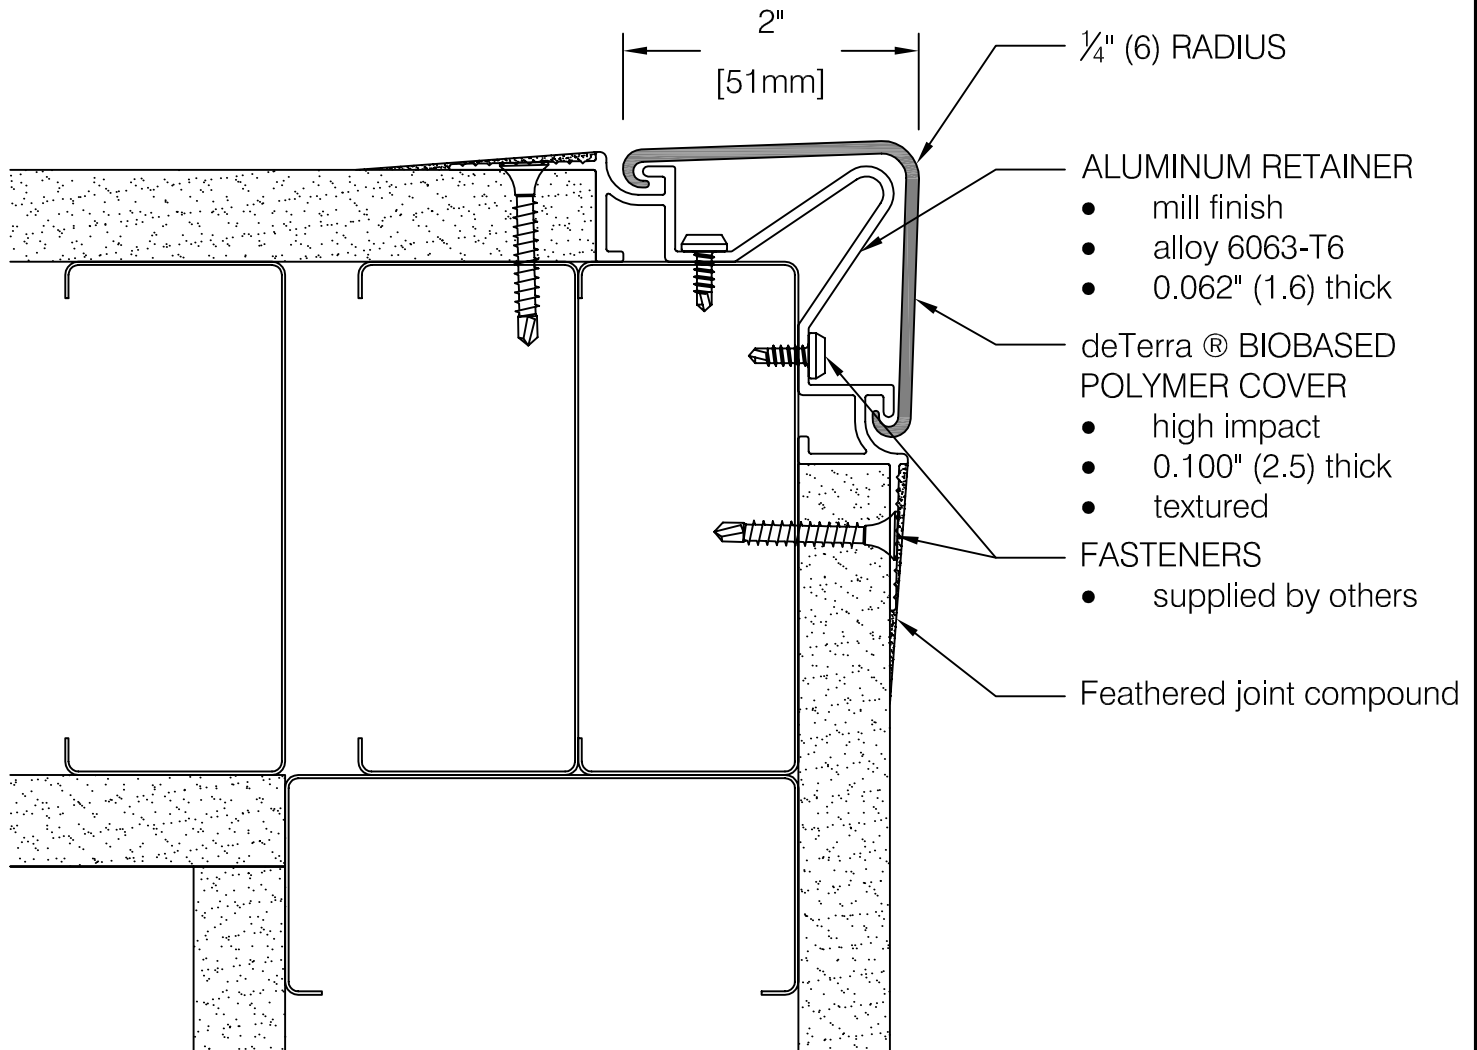 2"
[51mm]
¼" (6) RADIUS
ALUMINUM RETAINER
• mill finish
• alloy 6063-T6
• 0.062" (1.6) thick
deTerra ® BIOBASED
POLYMER COVER
• high impact
• 0.100" (2.5) thick
• textured
FASTENERS
• supplied by others
Feathered joint compound